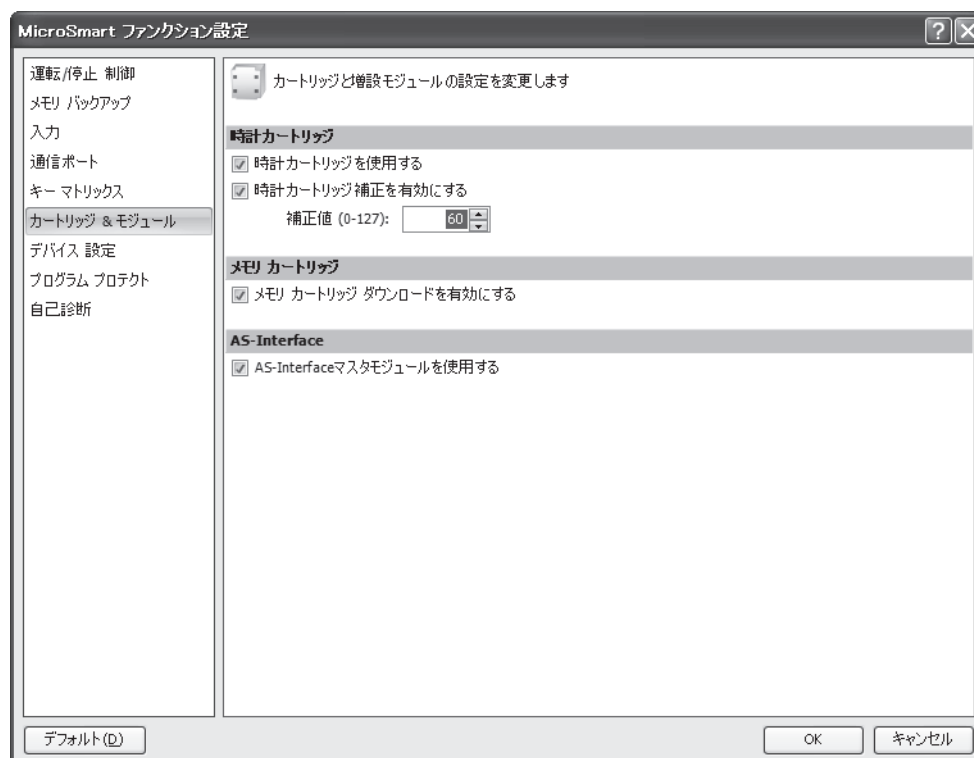 MicroSmart ファンクション設定
運転/停止 制御
メモリ バックアップ
入力
通信ポート
キー マトリックス
カートリッジ & モジュール
デバイス 設定
プログラム プロテクト
自己診断
カートリッジと増設モジュールの設定を変更します
時計カートリッジ
時計カートリッジを使用する
時計カートリッジ補正を有効にする
補正値 (0-127): 60
メモリ カートリッジ
メモリ カートリッジ ダウンロードを有効にする
AS-Interface
AS-Interfaceマスタモジュールを使用する
デフォルト(D)
OK
キャンセル